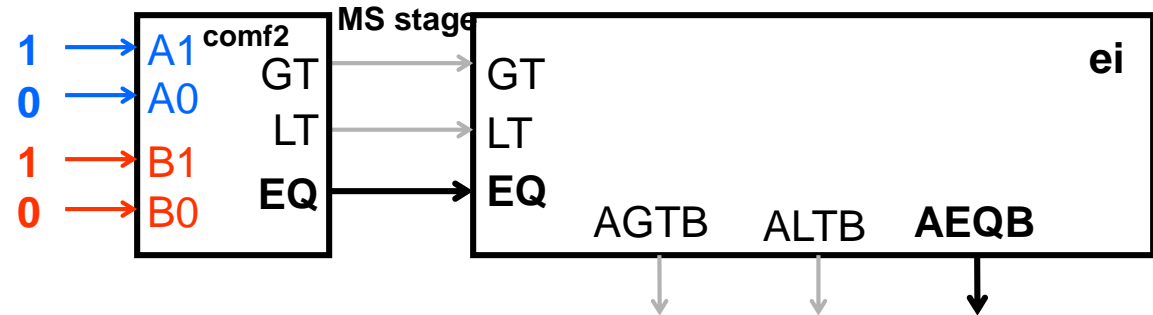 MS stage
1 A1 comf2 GT GT ei
0 A0
LT LT
1 B1
EQ EQ
0 B0
AGTB ALTB AEQB